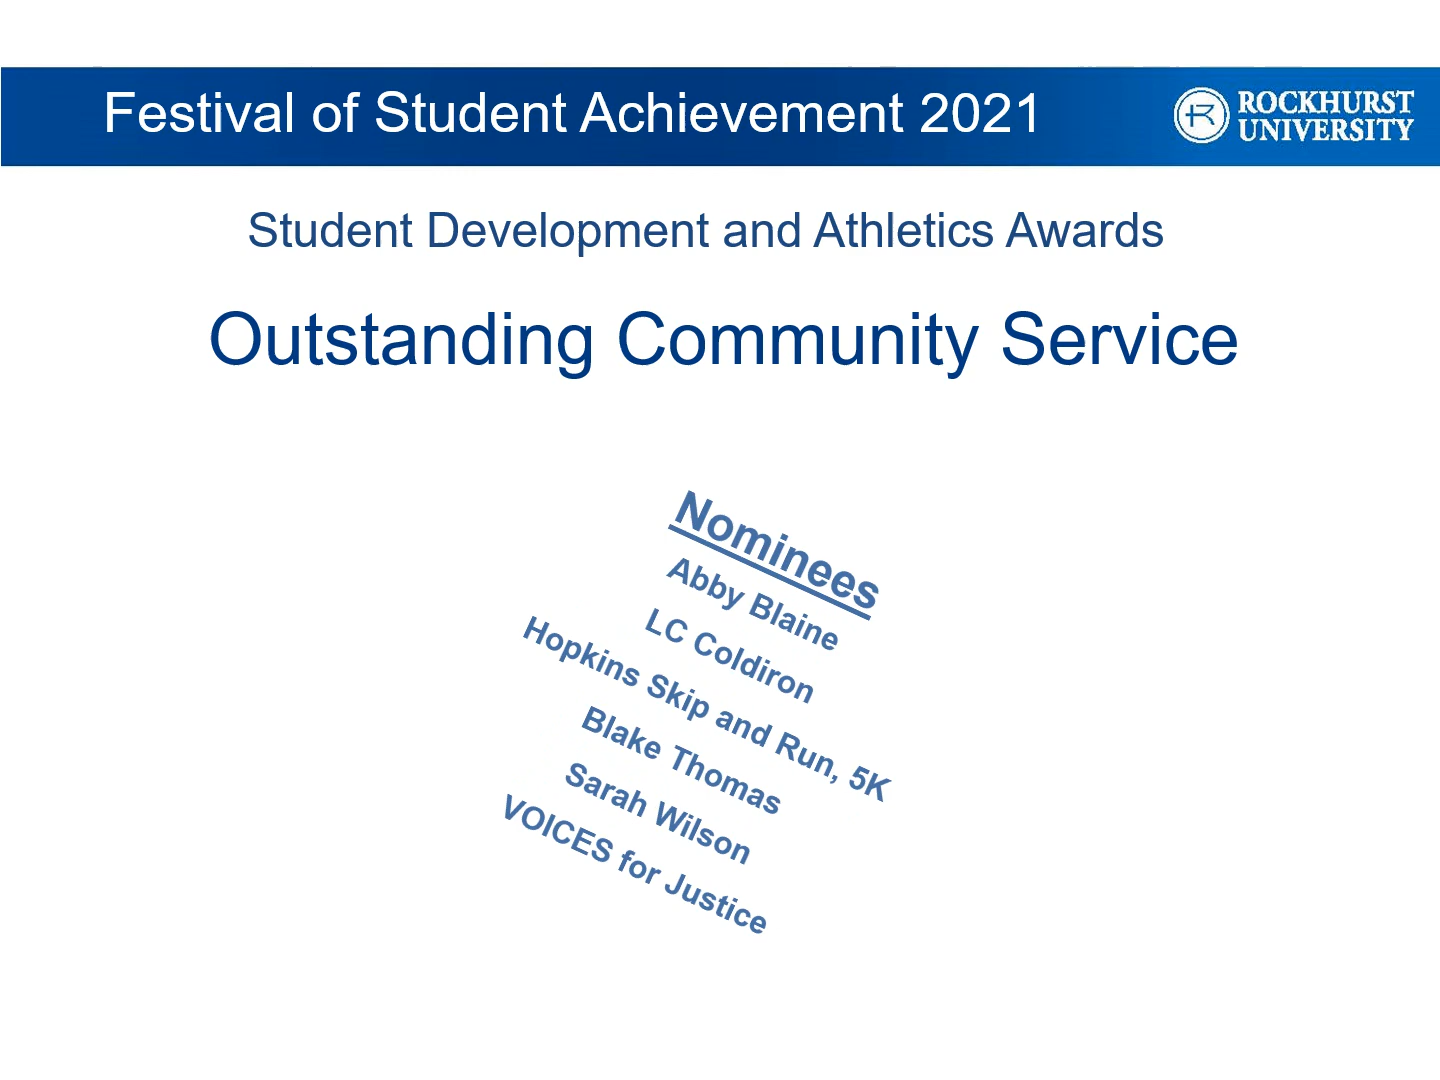 Festival of Student Achievement 2021
ROCKHURST
UNIVERSITY
Student Development and Athletics Awards
Outstanding Community Service
Nominees
Abby Blaine
LC Coldiron
Hopkins Skip and Run, 5K
Blake Thomas
Sarah Wilson
VOICES for Justice